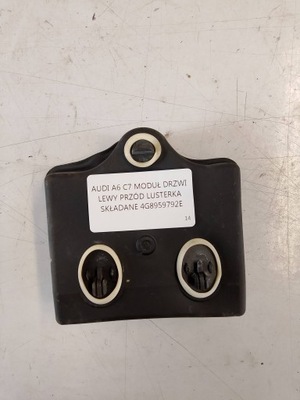 AUDI A6 C7 MODUŁ DRZWI
LEWY PRZOD LUSTERKA
SKŁADANE 4G8959792E
14